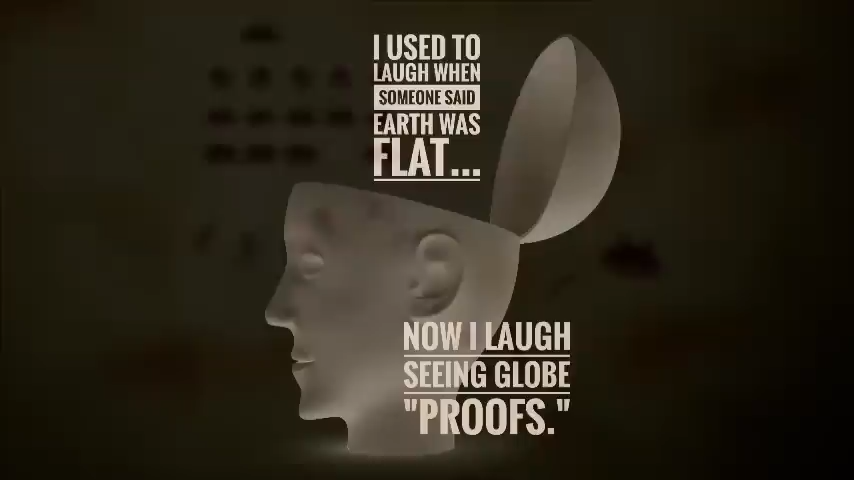 I USED TO
LAUGH WHEN
SOMEONE SAID
EARTH WAS
FLAT...
NOW I LAUGH
SEEING GLOBE
"PROOFS."